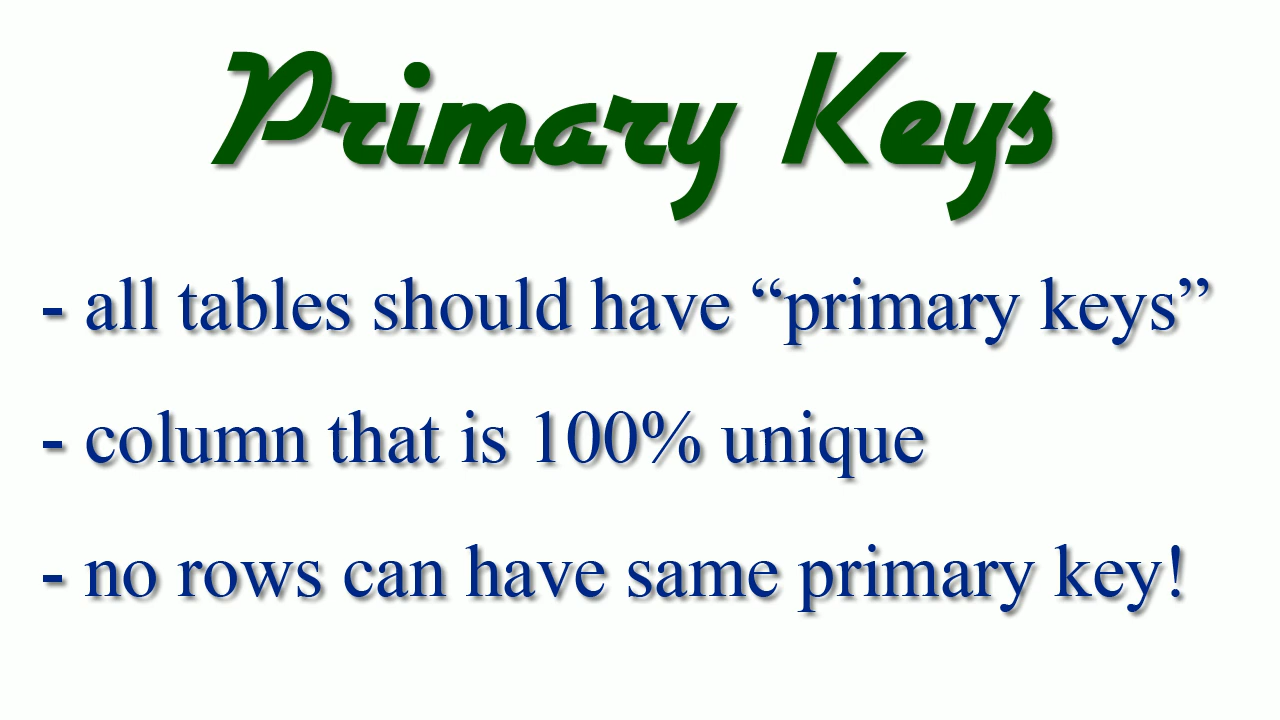 Primary Keys
- all tables should have “primary keys”
- column that is 100% unique
- no rows can have same primary key!